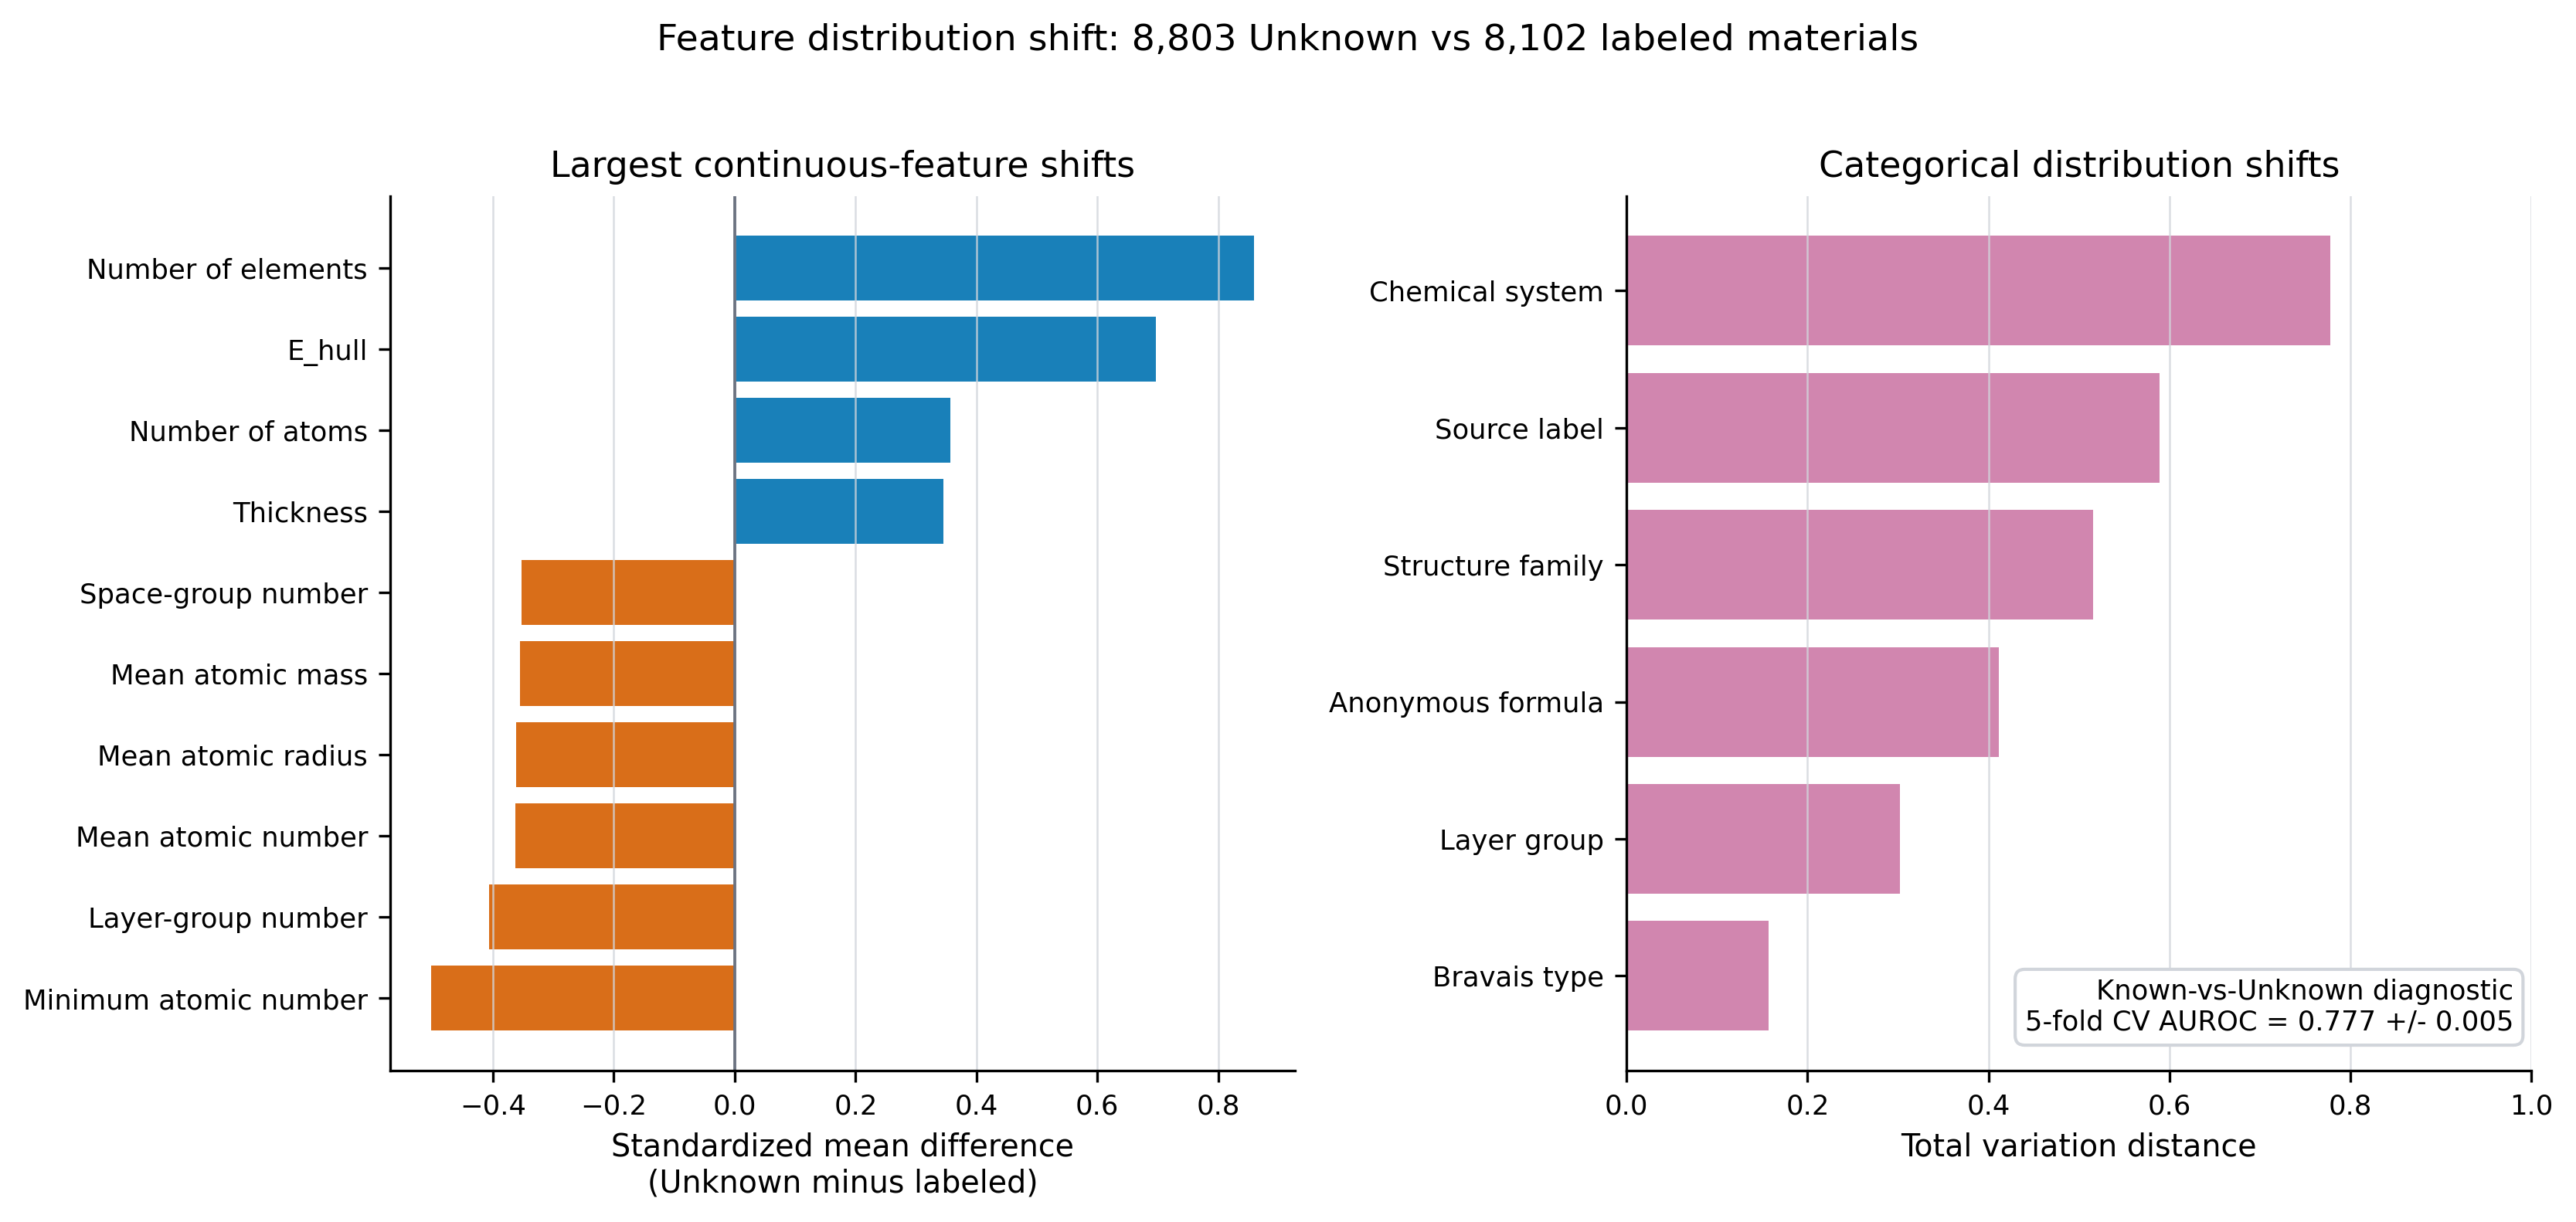 Feature distribution shift: 8,803 Unknown vs 8,102 labeled materials
Largest continuous-feature shifts
Number of elements
E_hull
Number of atoms
Thickness
Space-group number
Mean atomic mass
Mean atomic radius
Mean atomic number
Layer-group number
Minimum atomic number
−0.4 −0.2 0.0 0.2 0.4 0.6 0.8
Standardized mean difference
(Unknown minus labeled)
Categorical distribution shifts
Chemical system
Source label
Structure family
Anonymous formula
Layer group
Bravais type
Known-vs-Unknown diagnostic
5-fold CV AUROC = 0.777 +/- 0.005
0.0 0.2 0.4 0.6 0.8 1.0
Total variation distance